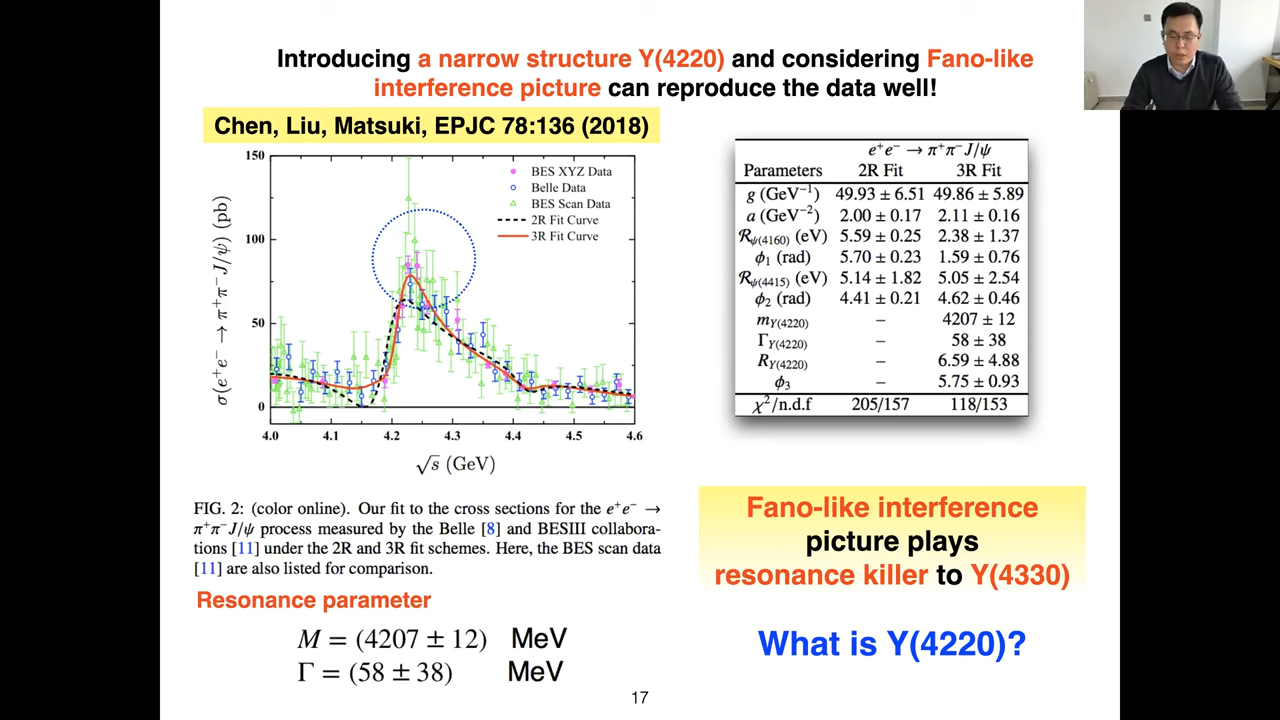 Introducing a narrow structure Y(4220) and considering Fano-like
interference picture can reproduce the data well!
Chen, Liu, Matsuki, EPJC 78:136 (2018)
σ(e⁺e⁻ → π⁺π⁻J/ψ) (pb)
150
100
50
0
BES XYZ Data
Belle Data
BES Scan Data
2R Fit Curve
3R Fit Curve
4.0 4.1 4.2 4.3 4.4 4.5 4.6
√s (GeV)
e⁺e⁻ → π⁺π⁻J/ψ
Parameters 2R Fit 3R Fit
g (GeV⁻¹) 49.93 ± 6.51 49.86 ± 5.89
a (GeV⁻²) 2.00 ± 0.17 2.11 ± 0.16
R_ψ(4160) (eV) 5.59 ± 0.25 2.38 ± 1.37
ϕ₁ (rad) 5.70 ± 0.23 1.59 ± 0.76
R_ψ(4415) (eV) 5.14 ± 1.82 5.05 ± 2.54
ϕ₂ (rad) 4.41 ± 0.21 4.62 ± 0.46
m_Y(4220) – 4207 ± 12
Γ_Y(4220) – 58 ± 38
R_Y(4220) – 6.59 ± 4.88
ϕ₃ – 5.75 ± 0.93
χ²/n.d.f 205/157 118/153
FIG. 2: (color online). Our fit to the cross sections for the e⁺e⁻ →
π⁺π⁻J/ψ process measured by the Belle [8] and BESIII collabora-
tions [11] under the 2R and 3R fit schemes. Here, the BES scan data
[11] are also listed for comparison.
Resonance parameter
M = (4207 ± 12) MeV
Γ = (58 ± 38) MeV
Fano-like interference
picture plays
resonance killer to Y(4330)
What is Y(4220)?
17